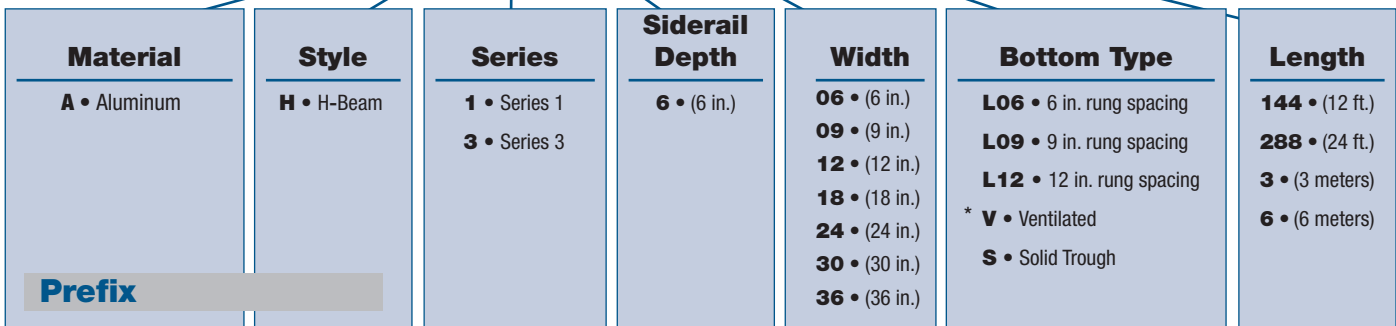 Material
A • Aluminum
Prefix
Style
H • H-Beam
Series
1 • Series 1
3 • Series 3
Siderail
Depth
6 • (6 in.)
Width
06 • (6 in.)
09 • (9 in.)
12 • (12 in.)
18 • (18 in.)
24 • (24 in.)
30 • (30 in.)
36 • (36 in.)
Bottom Type
L06 • 6 in. rung spacing
L09 • 9 in. rung spacing
L12 • 12 in. rung spacing
* V • Ventilated
S • Solid Trough
Length
144 • (12 ft.)
288 • (24 ft.)
3 • (3 meters)
6 • (6 meters)